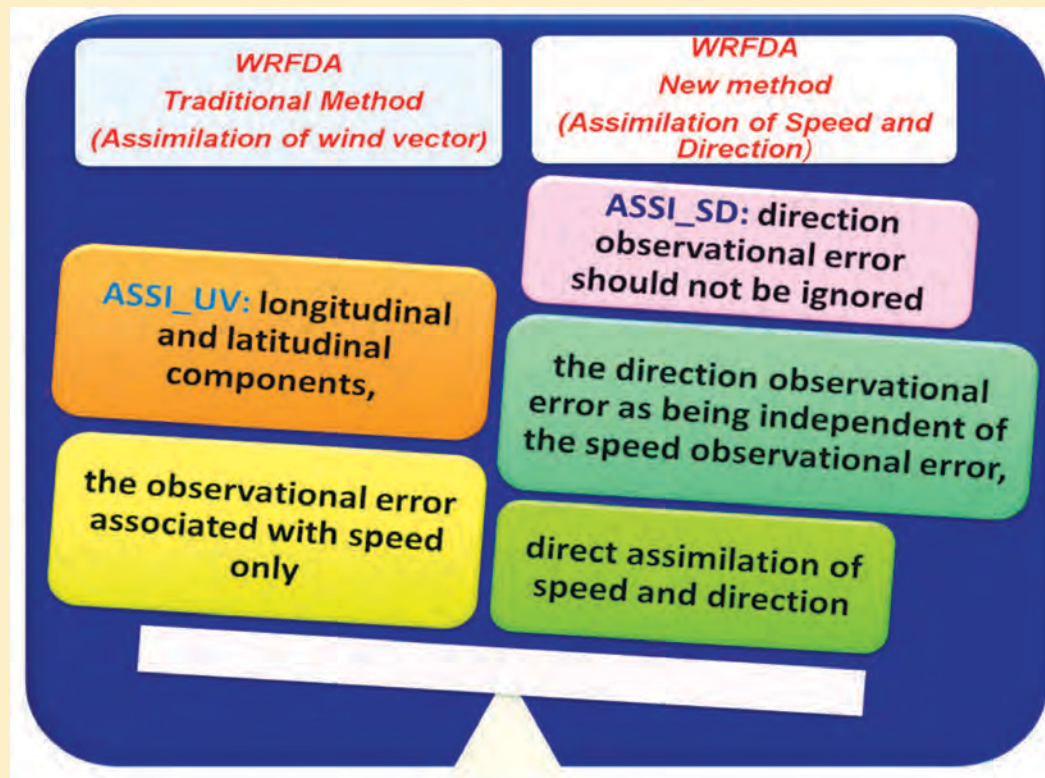 WRFDA
Traditional Method
(Assimilation of wind vector)
ASSI_UV: longitudinal
and latitudinal
components,
the observational error
associated with speed
only
WRFDA
New method
(Assimilation of Speed and
Direction)
ASSI_SD: direction
observational error
should not be ignored
the direction observational
error as being independent of
the speed observational error,
direct assimilation of
speed and direction